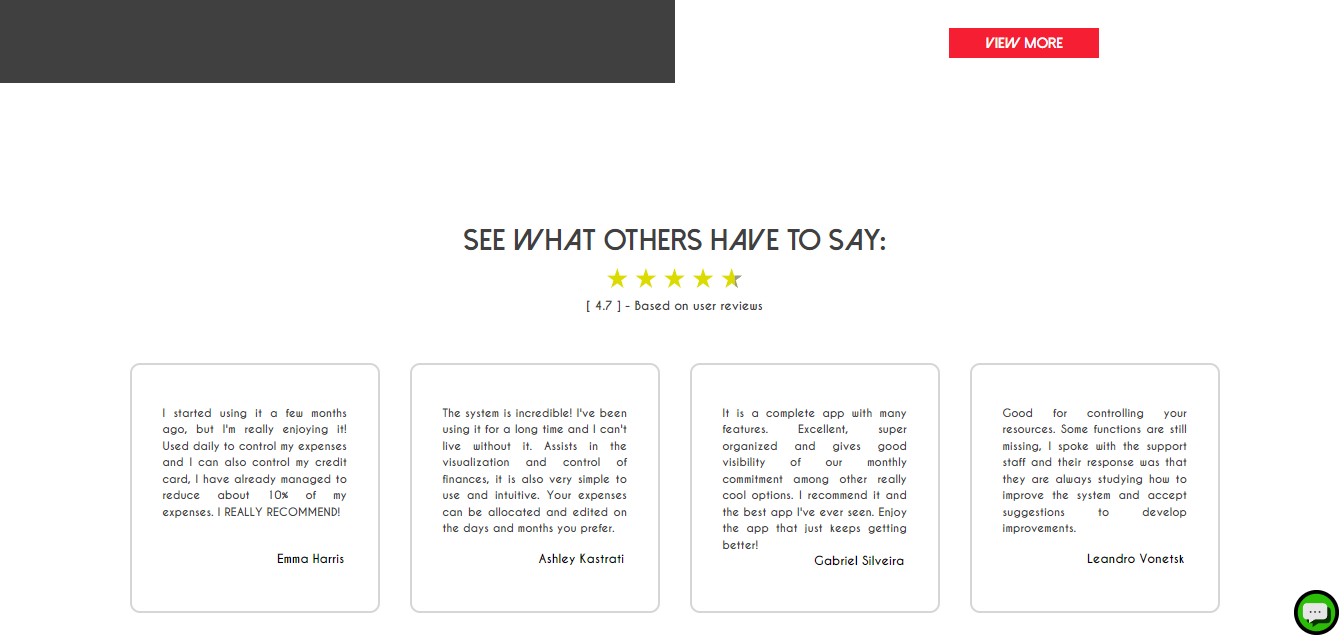 VIEW MORE
SEE WHAT OTHERS HAVE TO SAY:
[ 4.7 ] - Based on user reviews
I started using it a few months
ago, but I'm really enjoying it!
Used daily to control my expenses
and I can also control my credit
card, I have already managed to
reduce about 10% of my
expenses. I REALLY RECOMMEND!
Emma Harris
The system is incredible! I've been
using it for a long time and I can't
live without it. Assists in the
visualization and control of
finances, it is also very simple to
use and intuitive. Your expenses
can be allocated and edited on
the days and months you prefer.
Ashley Kastrati
It is a complete app with many
features. Excellent, super
organized and gives good
visibility of our monthly
commitment among other really
cool options. I recommend it and
the best app I've ever seen. Enjoy
the app that just keeps getting
better!
Gabriel Silveira
Good for controlling your
resources. Some functions are still
missing, I spoke with the support
staff and their response was that
they are always studying how to
improve the system and accept
suggestions to develop
improvements.
Leandro Vonetsk